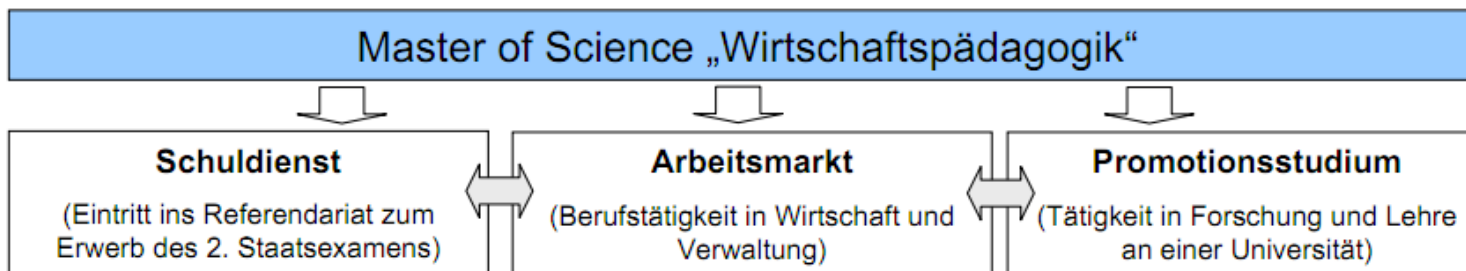 Master of Science „Wirtschaftspädagogik“
Schuldienst
(Eintritt ins Referendariat zum
Erwerb des 2. Staatsexamens)
Arbeitsmarkt
(Berufstätigkeit in Wirtschaft und
Verwaltung)
Promotionsstudium
(Tätigkeit in Forschung und Lehre
an einer Universität)